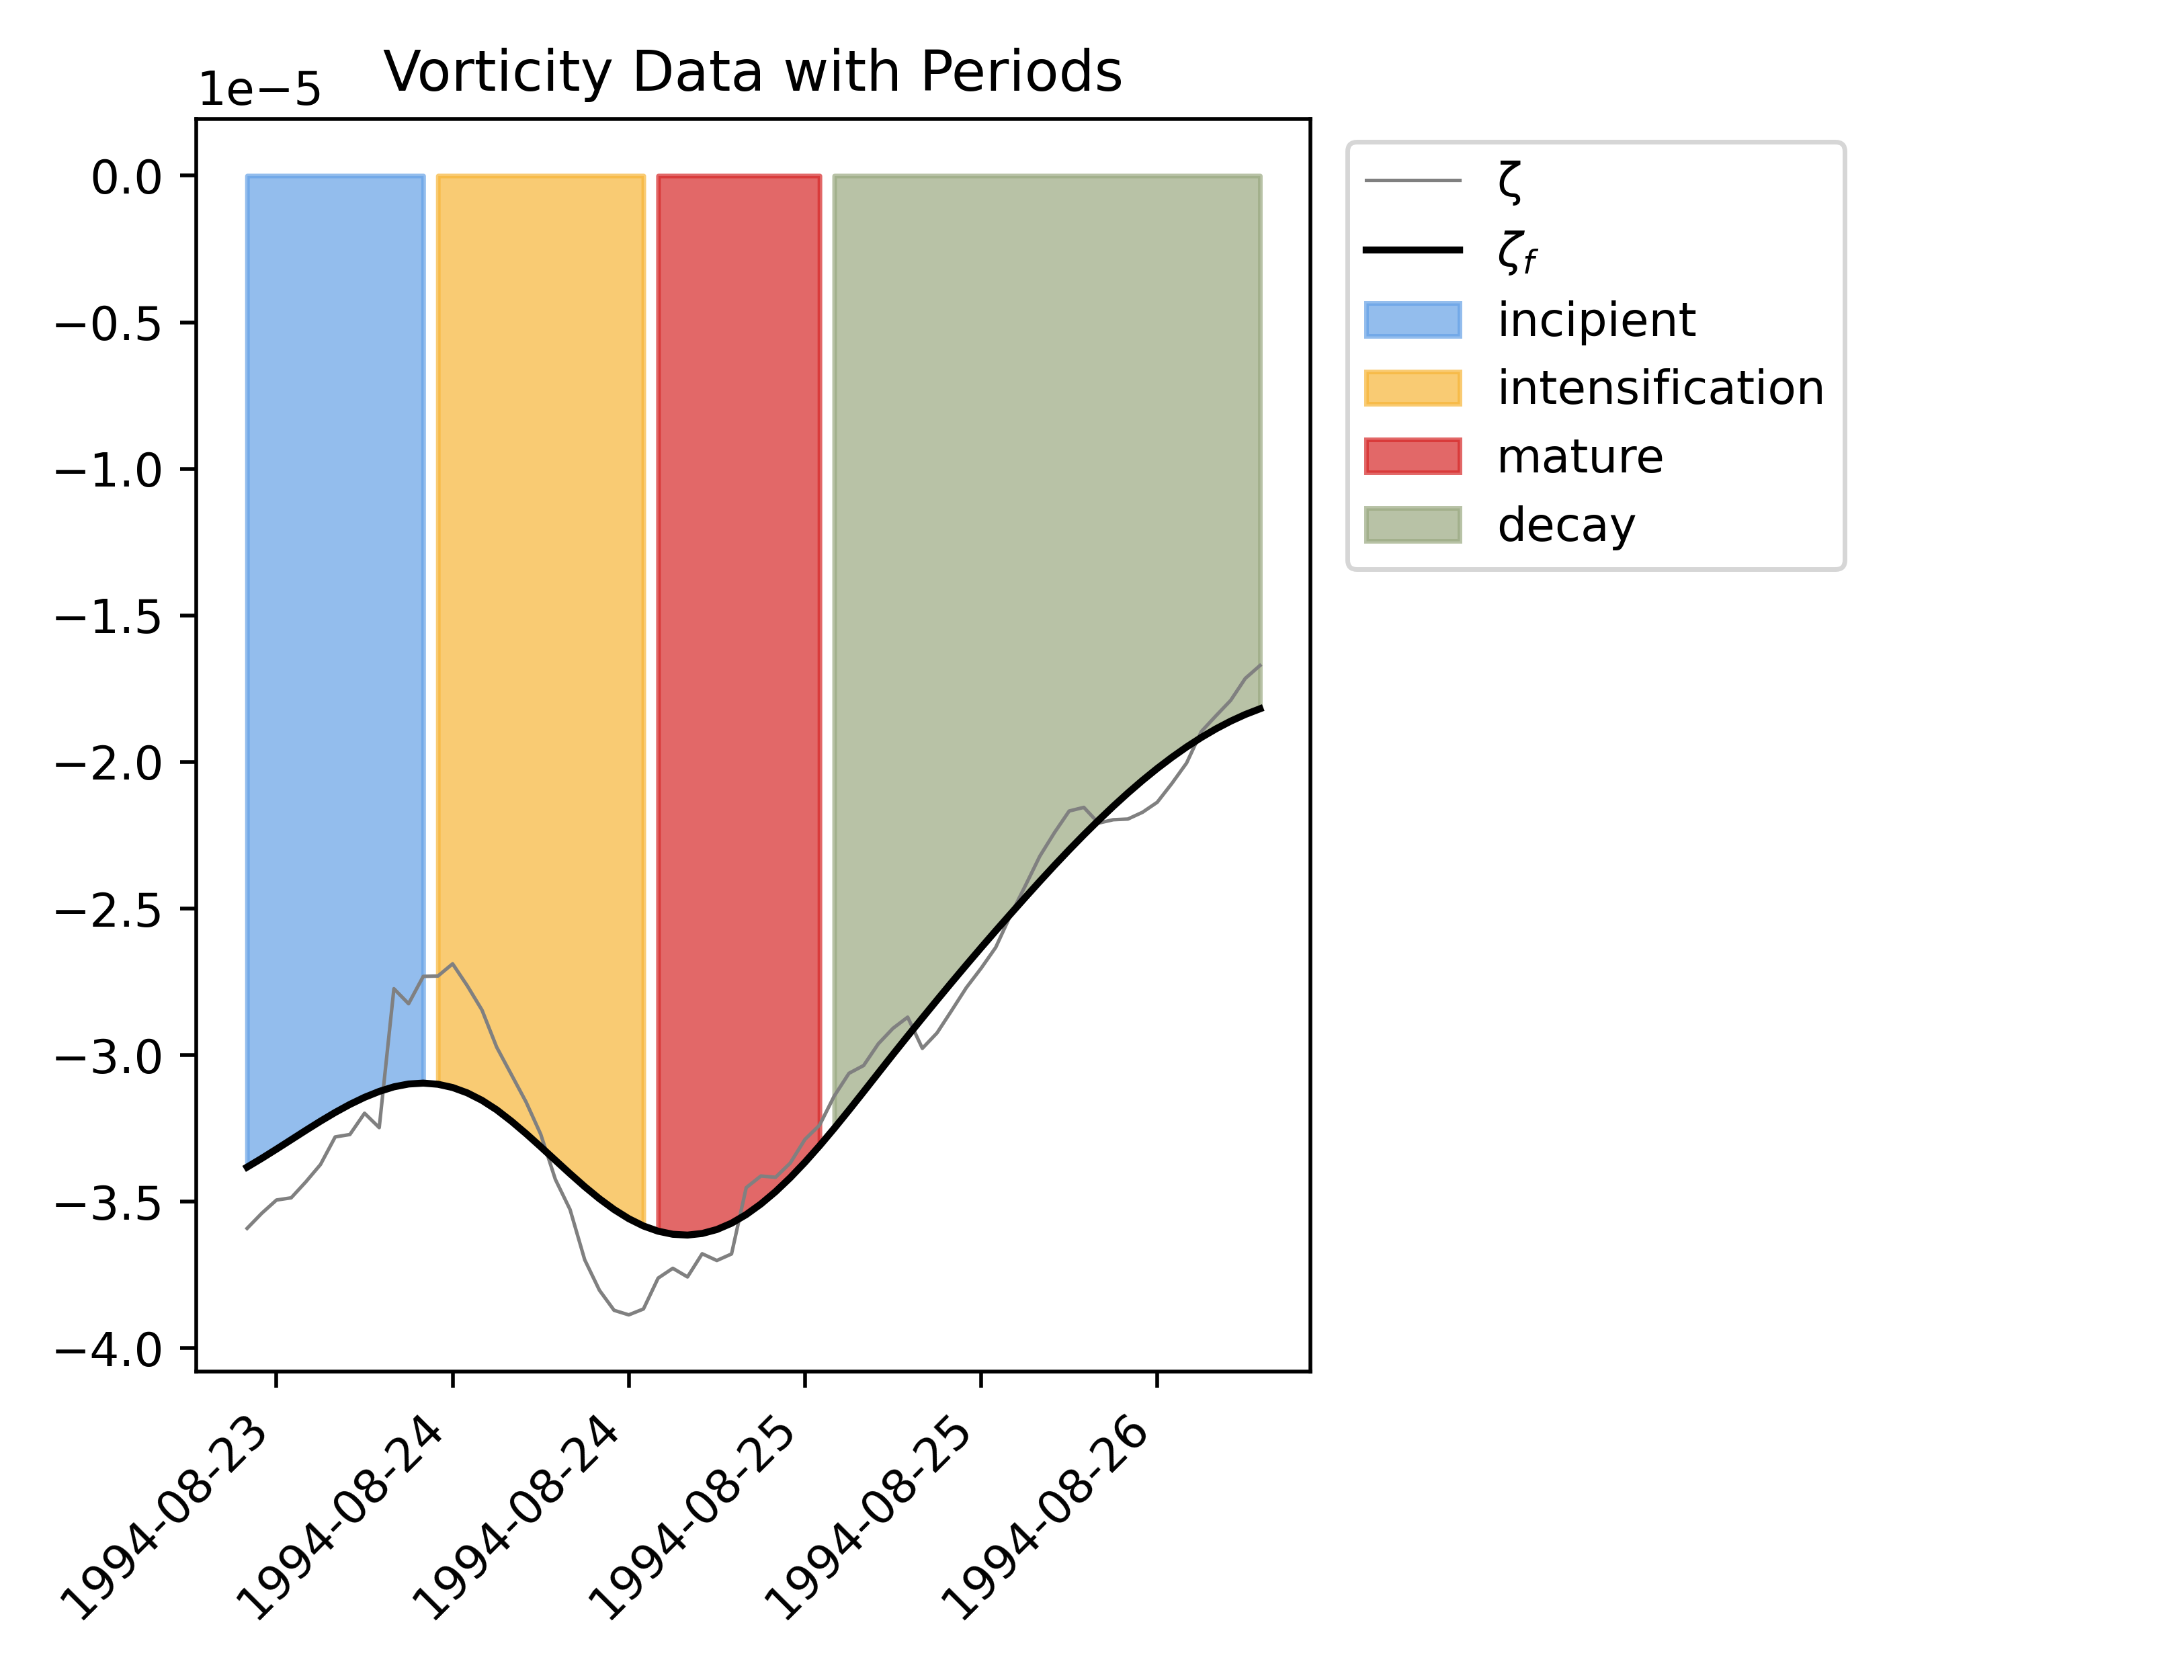 Vorticity Data with Periods
1e−5
0.0
−0.5
−1.0
−1.5
−2.0
−2.5
−3.0
−3.5
−4.0
1994-08-23
1994-08-24
1994-08-24
1994-08-25
1994-08-25
1994-08-26
ζ
ζf
incipient
intensification
mature
decay